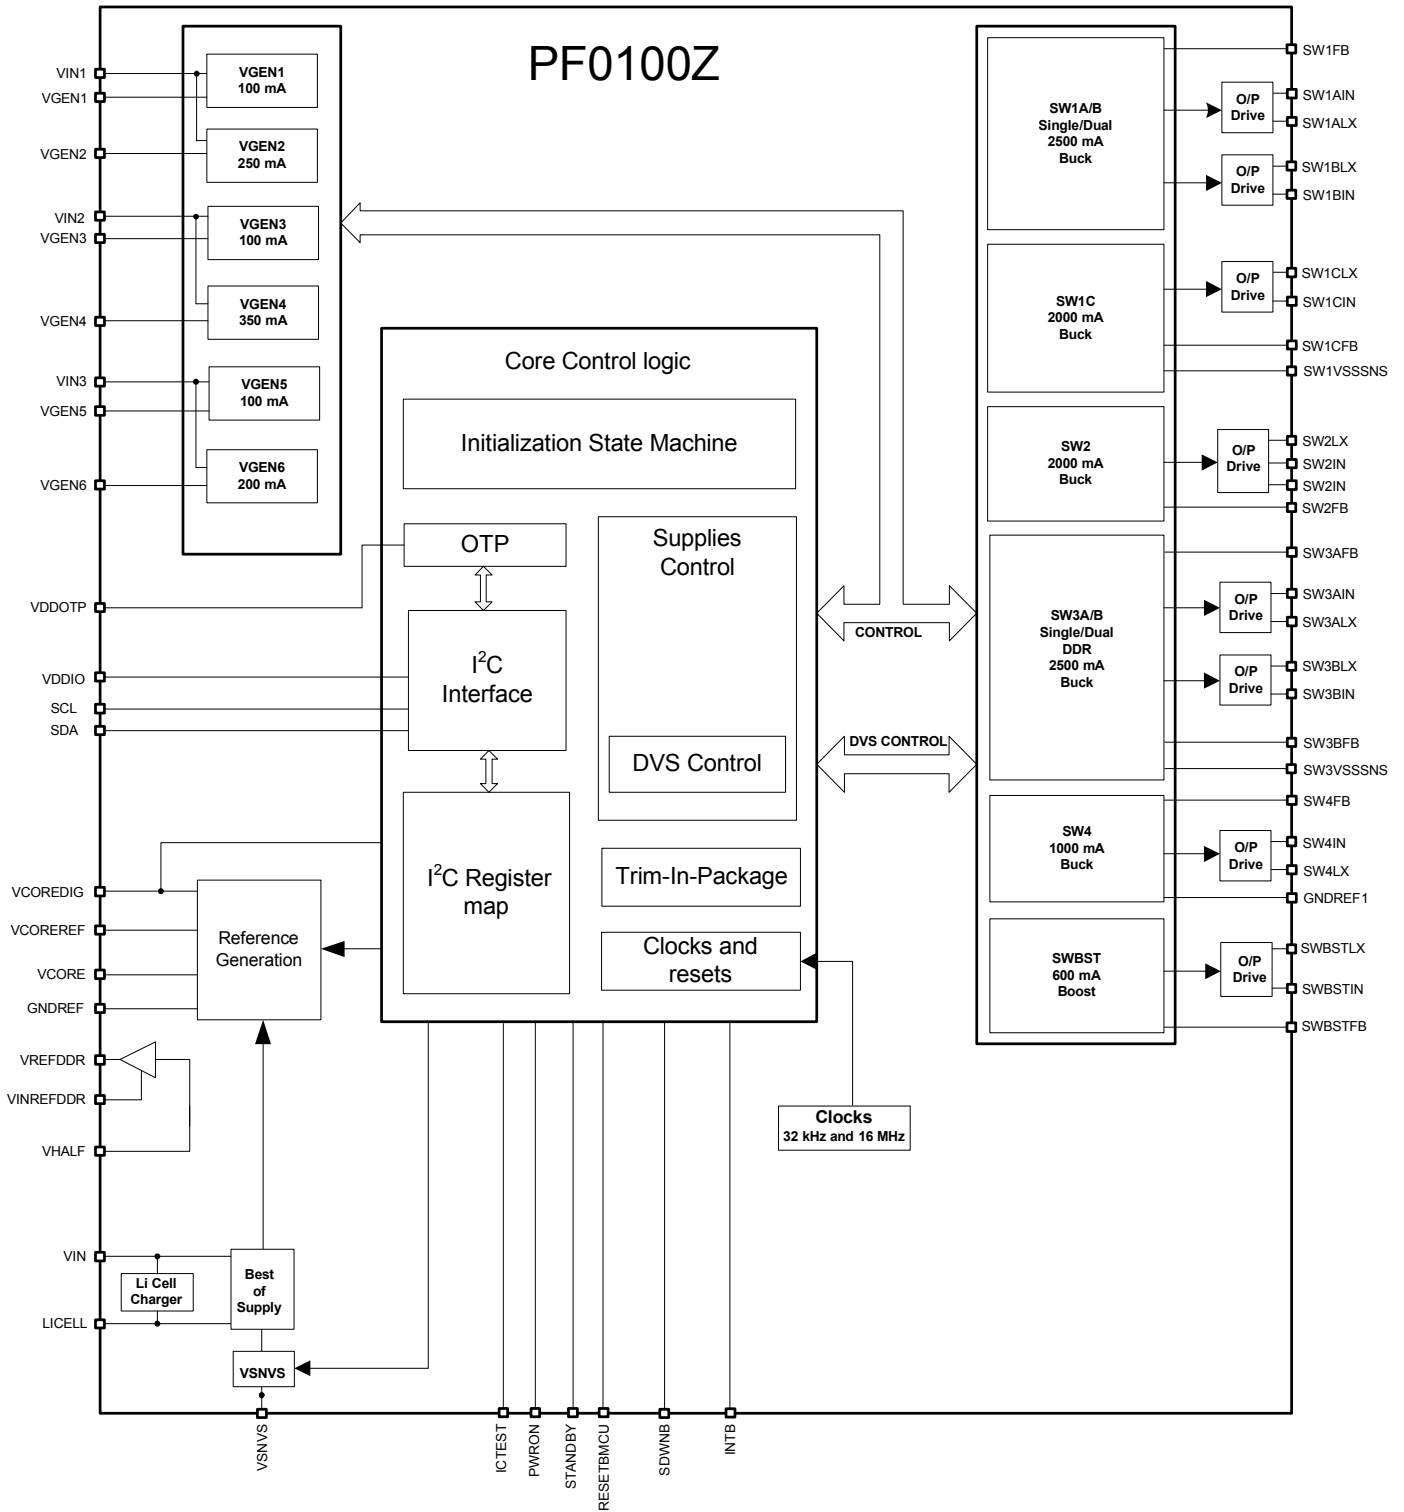 PF0100Z
VIN1
VGEN1
VGEN2
VIN2
VGEN3
VGEN4
VIN3
VGEN5
VGEN6
VDDOTP
VDDIO
SCL
SDA
VCOREDIG
VCOREREF
VCORE
GNDREF
VREFDDR
VINREFDDR
VHALF
VIN
LICELL
VGEN1
100 mA
VGEN2
250 mA
VGEN3
100 mA
VGEN4
350 mA
VGEN5
100 mA
VGEN6
200 mA
Core Control logic
Initialization State Machine
OTP
I2C
Interface
I2C Register
map
Supplies
Control
DVS Control
Trim-In-Package
Clocks and
resets
Reference
Generation
Li Cell
Charger
Best
of
Supply
VSNVS
Clocks
32 kHz and 16 MHz
CONTROL
DVS CONTROL
SW1A/B
Single/Dual
2500 mA
Buck
SW1C
2000 mA
Buck
SW2
2000 mA
Buck
SW3A/B
Single/Dual
DDR
2500 mA
Buck
SW4
1000 mA
Buck
SWBST
600 mA
Boost
O/P
Drive
O/P
Drive
O/P
Drive
O/P
Drive
O/P
Drive
O/P
Drive
O/P
Drive
O/P
Drive
SW1FB
SW1AIN
SW1ALX
SW1BLX
SW1BIN
SW1CLX
SW1CIN
SW1CFB
SW1VSSSNS
SW2LX
SW2IN
SW2IN
SW2FB
SW3AFB
SW3AIN
SW3ALX
SW3BLX
SW3BIN
SW3BFB
SW3VSSSNS
SW4FB
SW4IN
SW4LX
GNDREF1
SWBSTLX
SWBSTIN
SWBSTFB
VSNVS
ICTEST
PWRON
STANDBY
RESETBMCU
SDWNB
INTB